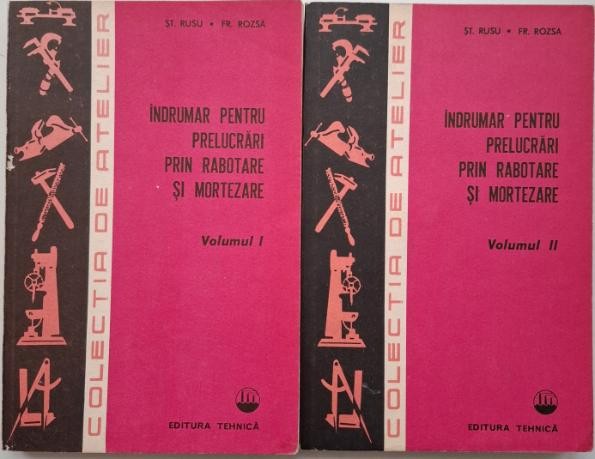 ȘT. RUSU • FR. ROZSA
ÎNDRUMAR PENTRU
PRELUCRĂRI
PRIN RABOTARE
ȘI MORTEZARE
Volumul I
EDITURA TEHNICĂ
COLECȚIA DE ATELIER
ȘT. RUSU • FR. ROZSA
ÎNDRUMAR PENTRU
PRELUCRĂRI
PRIN RABOTARE
ȘI MORTEZARE
Volumul II
EDITURA TEHNICĂ
COLECȚIA DE ATELIER